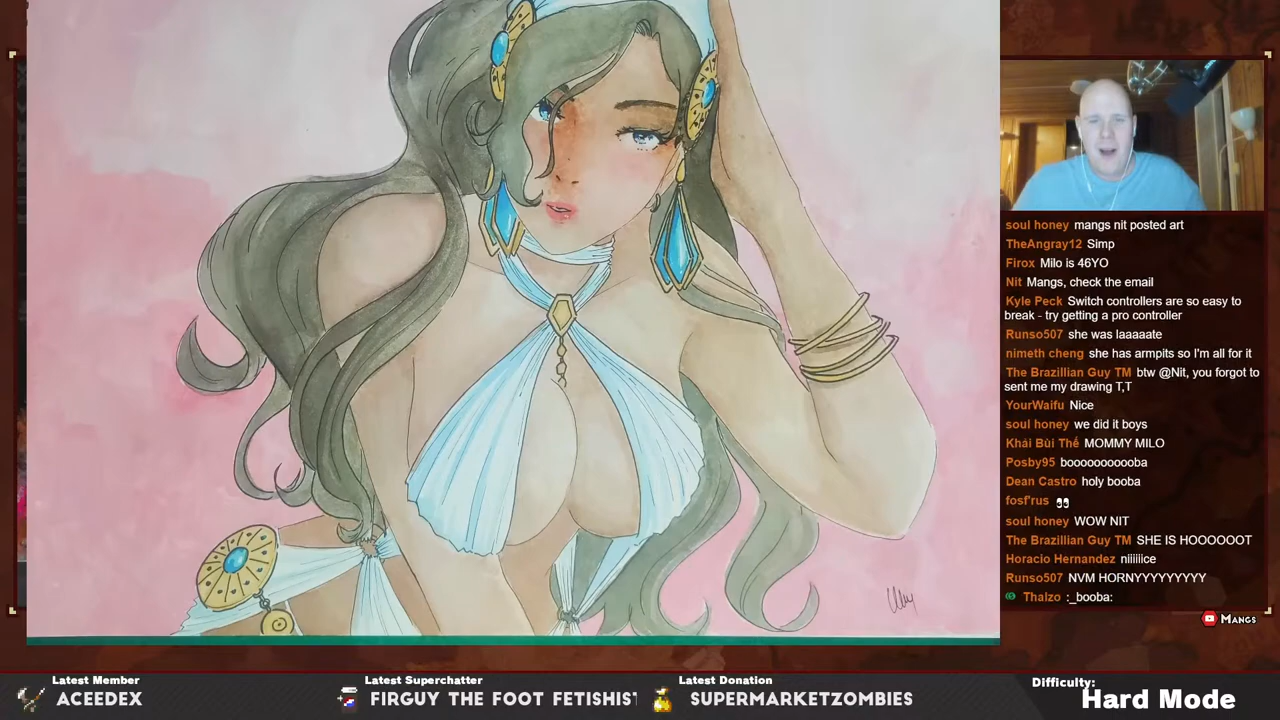 soul honey mangs nit posted art
TheAngray12 Simp
Firox Milo is 46YO
Nit Mangs, check the email
Kyle Peck Switch controllers are so easy to
break - try getting a pro controller
Runso507 she was laaaaate
nimeth cheng she has armpits so I'm all for it
The Brazillian Guy TM btw @Nit, you forgot to
sent me my drawing T,T
YourWaifu Nice
soul honey we did it boys
Khải Bùi Thế MOMMY MILO
Posby95 boooooooooba
Dean Castro holy booba
fosf'rus 👀
soul honey WOW NIT
The Brazillian Guy TM SHE IS HOOOOOOT
Horacio Hernandez niiiiiice
Runso507 NVM HORNYYYYYYYYY
Thalzo :_booba:
MANGS
Latest Member
ACEEDEX
Latest Superchatter
FIRGUY THE FOOT FETISHIST
Latest Donation
SUPERMARKETZOMBIES
Difficulty:
Hard Mode